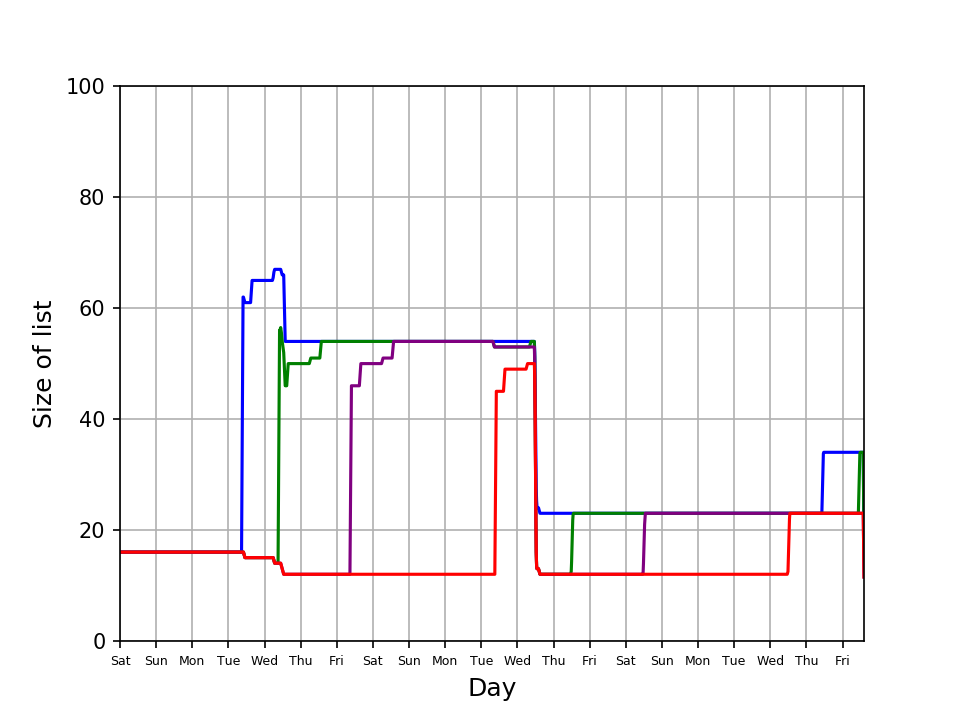 100
80
60
40
20
0
Size of list
Sat Sun Mon Tue Wed Thu Fri Sat Sun Mon Tue Wed Thu Fri Sat Sun Mon Tue Wed Thu Fri
Day